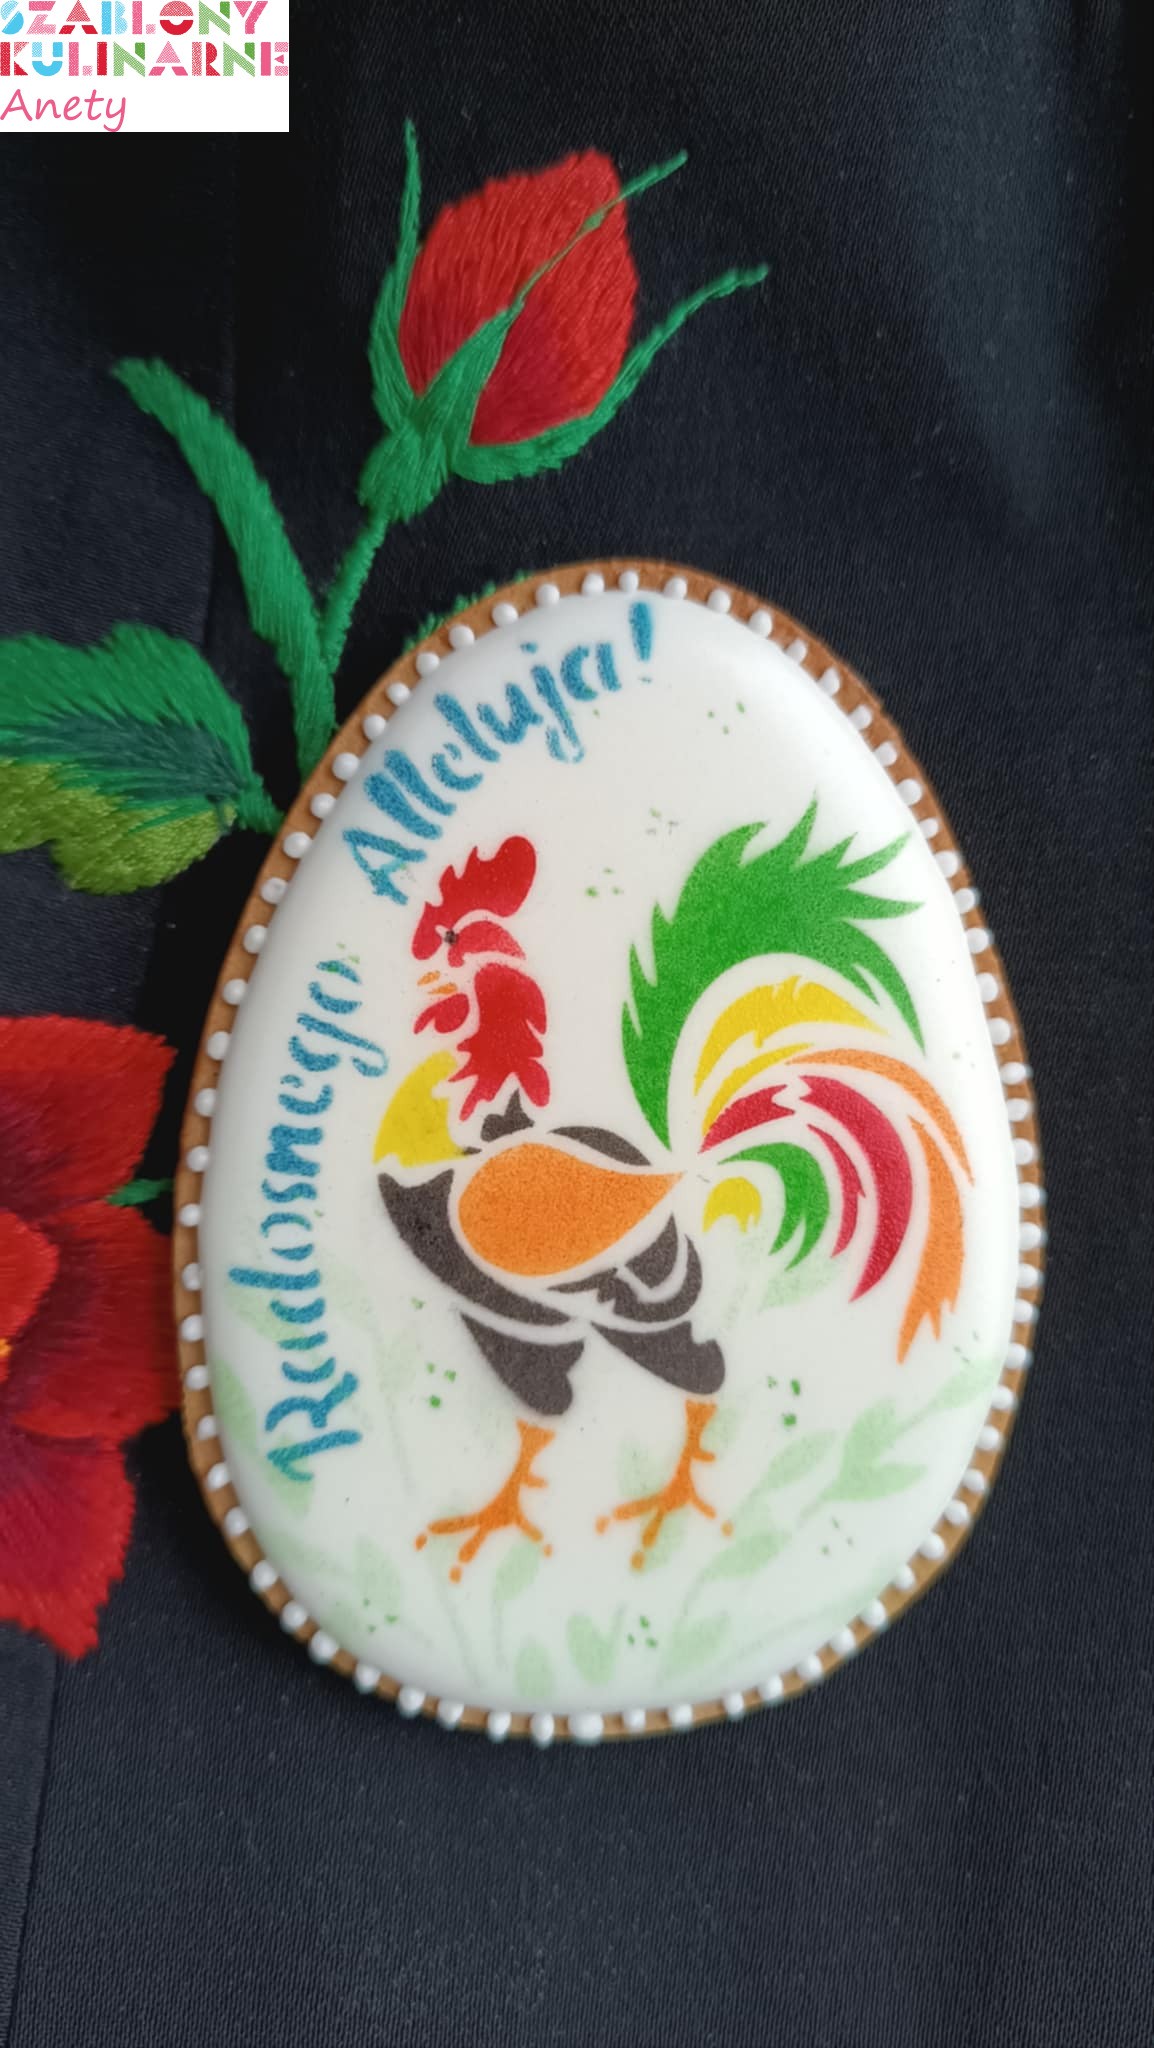 SZABLONY
KULINARNE
Anety
Radosnego
Alleluja!